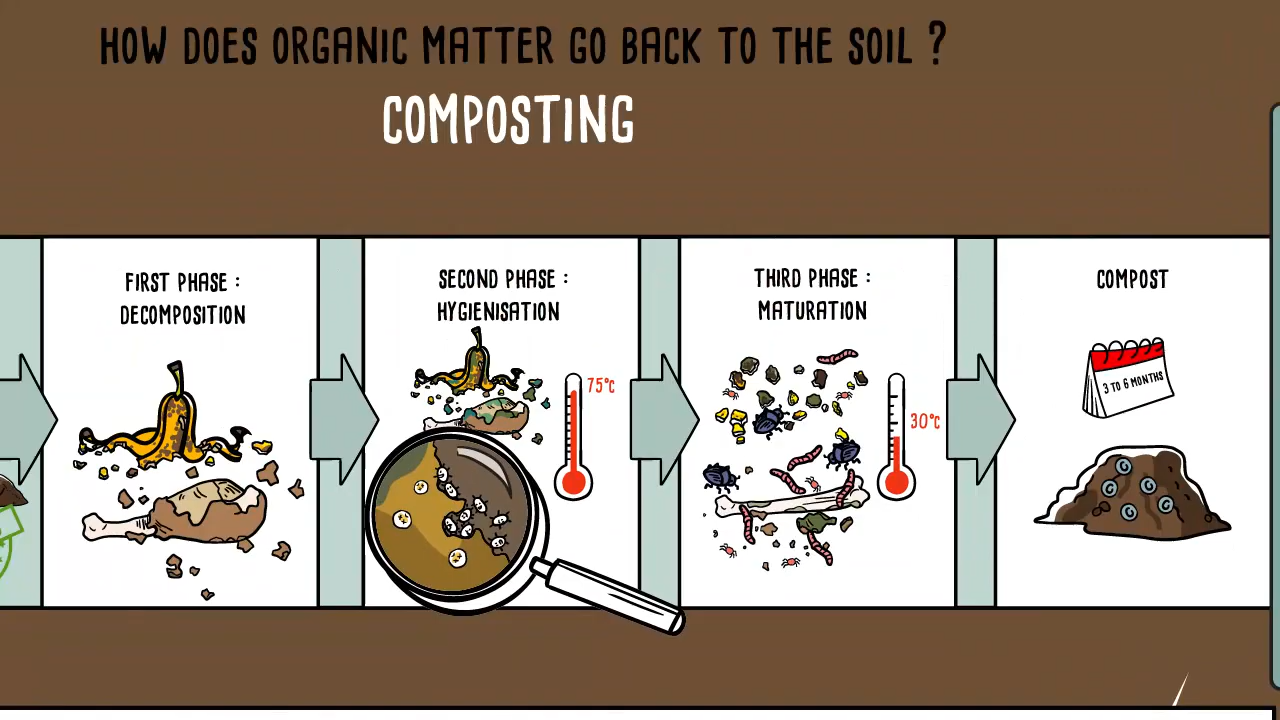 HOW DOES ORGANIC MATTER GO BACK TO THE SOIL ?
COMPOSTING
FIRST PHASE :
DECOMPOSITION
SECOND PHASE :
HYGIENISATION
75°C
THIRD PHASE :
MATURATION
30°C
COMPOST
3 TO 6 MONTHS